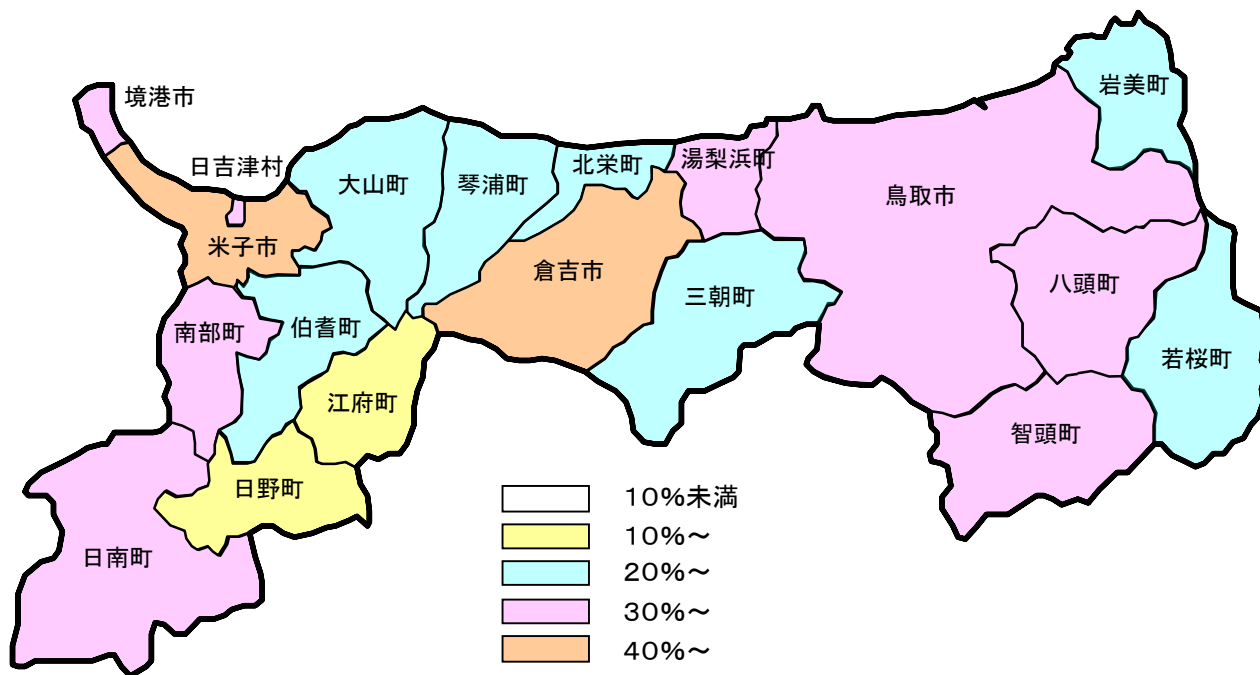 岩美町
境港市
日吉津村
湯梨浜町
北栄町
大山町
琴浦町
鳥取市
米子市
倉吉市
八頭町
三朝町
南部町
伯耆町
若桜町
江府町
智頭町
日野町
日南町
10%未満
10%～
20%～
30%～
40%～